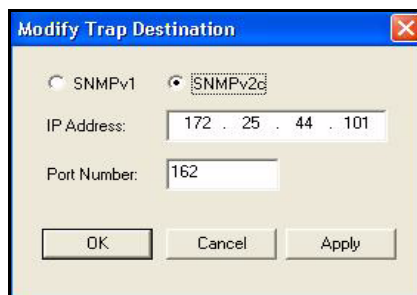 Modify Trap Destination
SNMPv1 SNMPv2c
IP Address: 172 . 25 . 44 . 101
Port Number: 162
OK Cancel Apply